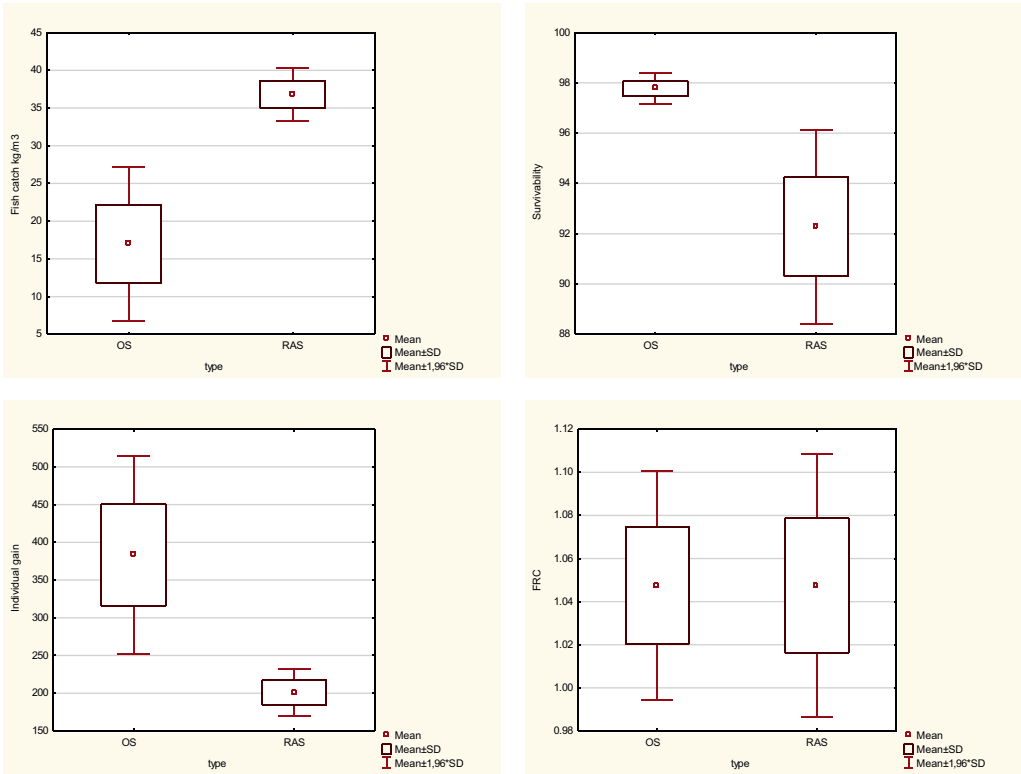 45
40
35
30
25
20
15
10
5
Fish catch kg/m3
OS RAS
type
Mean
Mean±SD
Mean±1,96*SD
100
98
96
94
92
90
88
Survivability
OS RAS
type
Mean
Mean±SD
Mean±1,96*SD
550
500
450
400
350
300
250
200
150
Individual gain
OS RAS
type
Mean
Mean±SD
Mean±1,96*SD
1.12
1.10
1.08
1.06
1.04
1.02
1.00
0.98
FRC
OS RAS
type
Mean
Mean±SD
Mean±1,96*SD